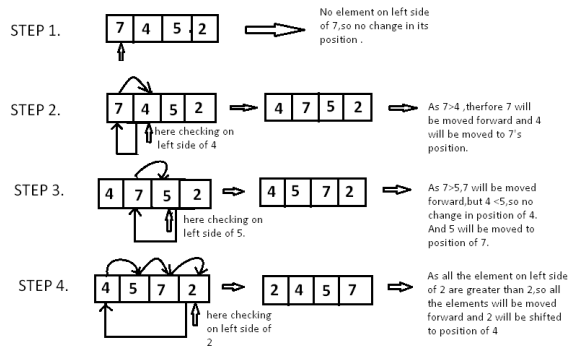 STEP 1.
7 4 5 2
No element on left side
of 7,so no change in its
position .
STEP 2.
7 4 5 2
here checking on
left side of 4
4 7 5 2
As 7>4 ,therfore 7 will
be moved forward and 4
will be moved to 7's
position.
STEP 3.
4 7 5 2
here checking on
left side of 5.
4 5 7 2
As 7>5,7 will be moved
forward,but 4 <5,so no
change in position of 4.
And 5 will be moved to
position of 7.
STEP 4.
4 5 7 2
here checking
on left side of
2
2 4 5 7
As all the element on left side
of 2 are greater than 2,so all
the elements will be moved
forward and 2 will be shifted
to position of 4